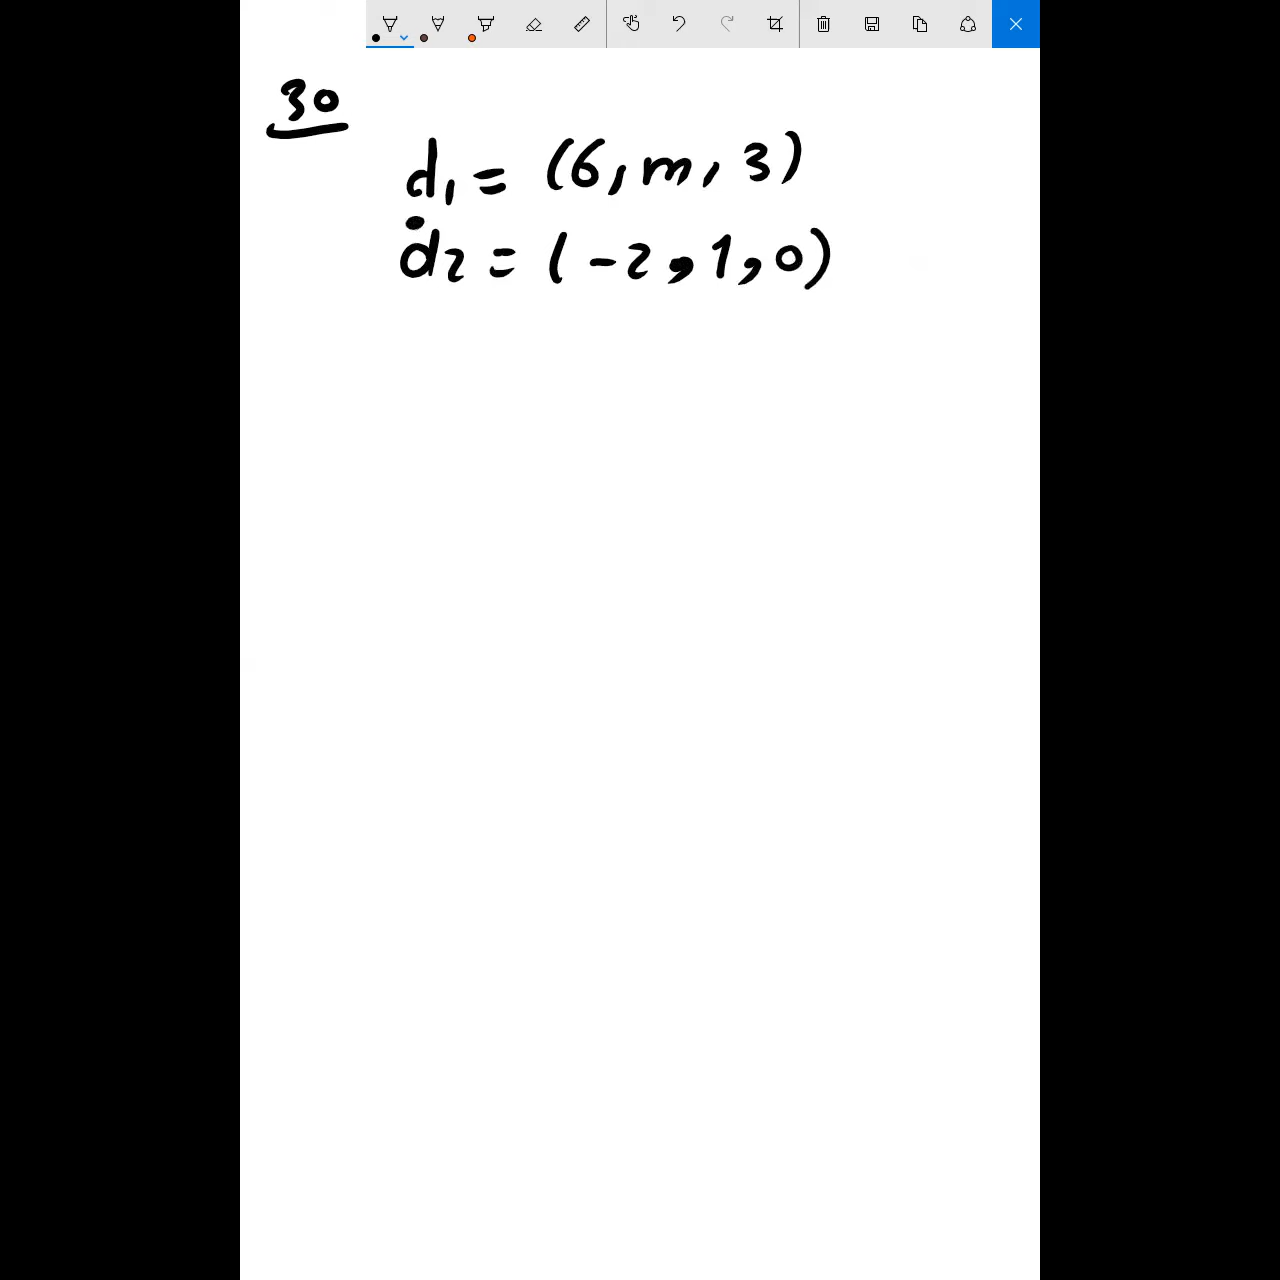 30
d₁ = (6, m, 3)
d₂ = (-2, 1, 0)